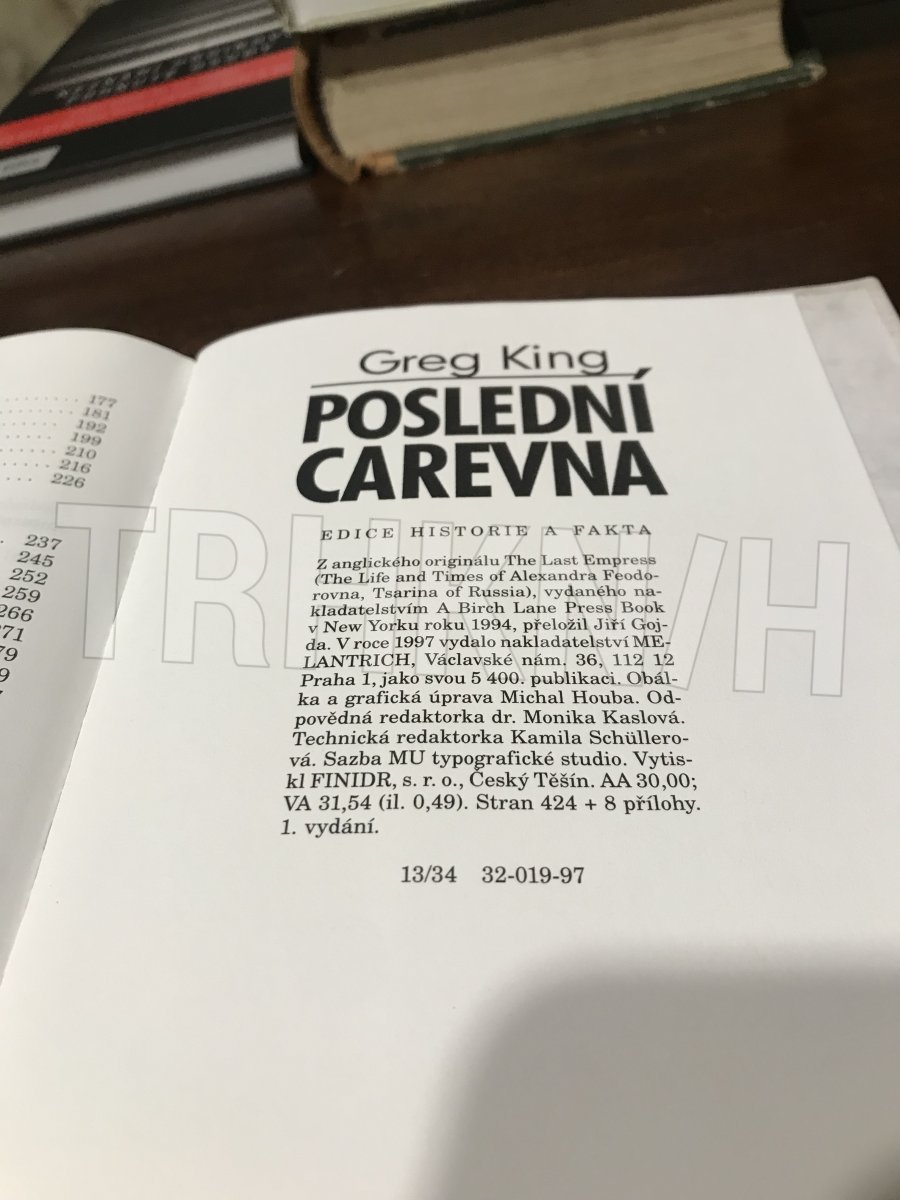 177
181
192
199
210
216
226
237
245
252
259
266
271
Greg King
POSLEDNÍ
CAREVNA
EDICE HISTORIE A FAKTA
Z anglického originálu The Last Empress
(The Life and Times of Alexandra Feodo-
rovna, Tsarina of Russia), vydaného na-
kladatelstvím A Birch Lane Press Book
v New Yorku roku 1994, přeložil Jiří Goj-
da. V roce 1997 vydalo nakladatelství ME-
LANTRICH, Václavské nám. 36, 112 12
Praha 1, jako svou 5 400. publikaci. Obál-
ka a grafická úprava Michal Houba. Od-
povědná redaktorka dr. Monika Kaslová.
Technická redaktorka Kamila Schüllero-
vá. Sazba MU typografické studio. Vytis-
kl FINIDR, s. r. o., Český Těšín. AA 30,00;
VA 31,54 (il. 0,49). Stran 424 + 8 přílohy.
1. vydání.
13/34 32-019-97
TRHKNIH